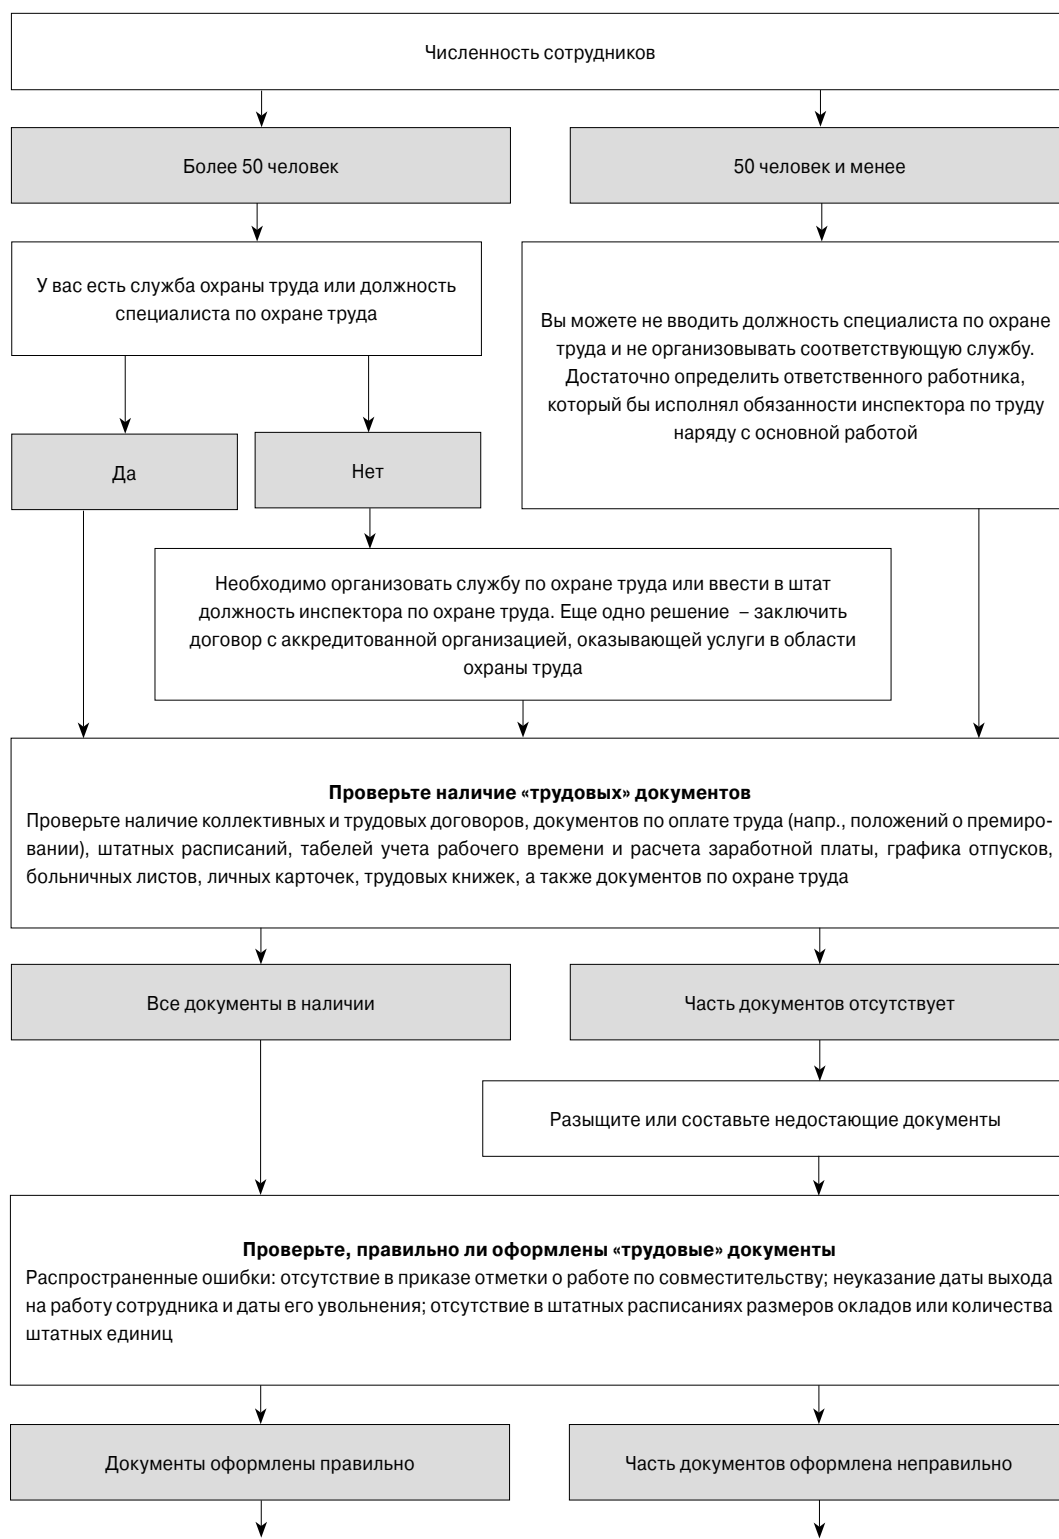 Численность сотрудников
Более 50 человек
50 человек и менее
У вас есть служба охраны труда или должность
специалиста по охране труда
Вы можете не вводить должность специалиста по охране
труда и не организовывать соответствующую службу.
Достаточно определить ответственного работника,
который бы исполнял обязанности инспектора по труду
наряду с основной работой
Да
Нет
Необходимо организовать службу по охране труда или ввести в штат
должность инспектора по охране труда. Еще одно решение – заключить
договор с аккредитованной организацией, оказывающей услуги в области
охраны труда
Проверьте наличие «трудовых» документов
Проверьте наличие коллективных и трудовых договоров, документов по оплате труда (напр., положений о премиро-
вании), штатных расписаний, табелей учета рабочего времени и расчета заработной платы, графика отпусков,
больничных листов, личных карточек, трудовых книжек, а также документов по охране труда
Все документы в наличии
Часть документов отсутствует
Разыщите или составьте недостающие документы
Проверьте, правильно ли оформлены «трудовые» документы
Распространенные ошибки: отсутствие в приказе отметки о работе по совместительству; неуказание даты выхода
на работу сотрудника и даты его увольнения; отсутствие в штатных расписаниях размеров окладов или количества
штатных единиц
Документы оформлены правильно
Часть документов оформлена неправильно